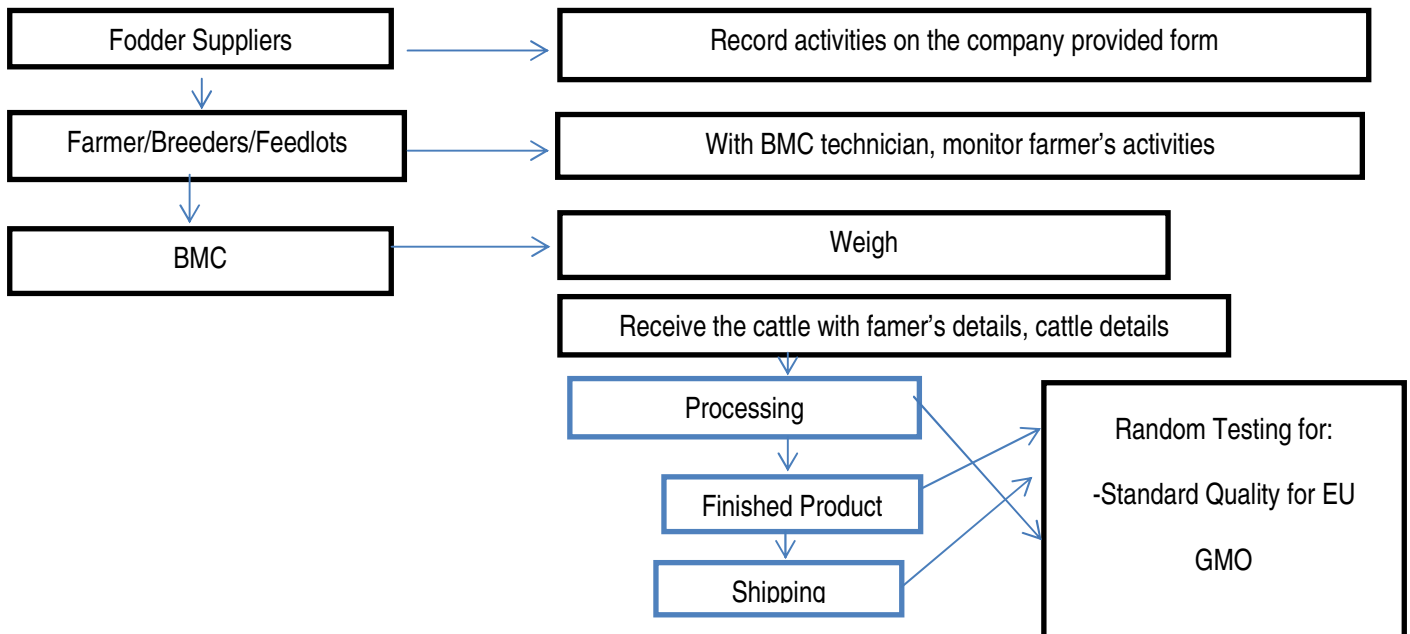 Fodder Suppliers
Record activities on the company provided form
Farmer/Breeders/Feedlots
With BMC technician, monitor farmer’s activities
BMC
Weigh
Receive the cattle with famer’s details, cattle details
Processing
Random Testing for:
-Standard Quality for EU
GMO
Finished Product
Shipping